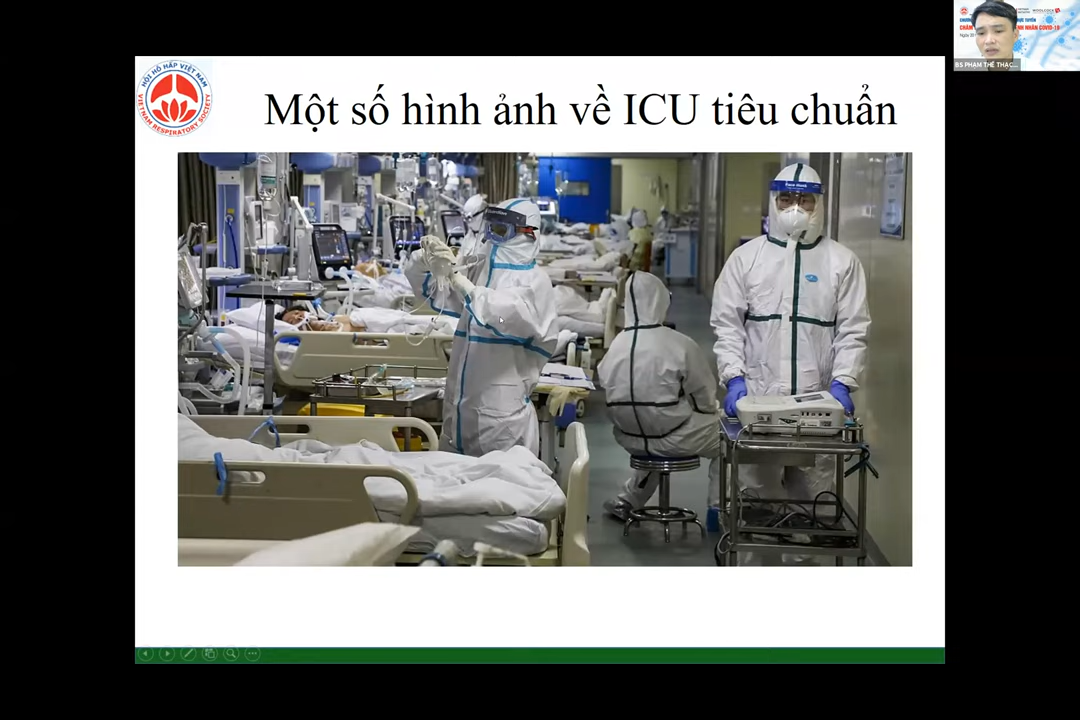 HỘI HÔ HẤP VIỆT NAM
VIETNAM RESPIRATORY SOCIETY
Một số hình ảnh về ICU tiêu chuẩn
BS PHẠM THẾ THẠC...